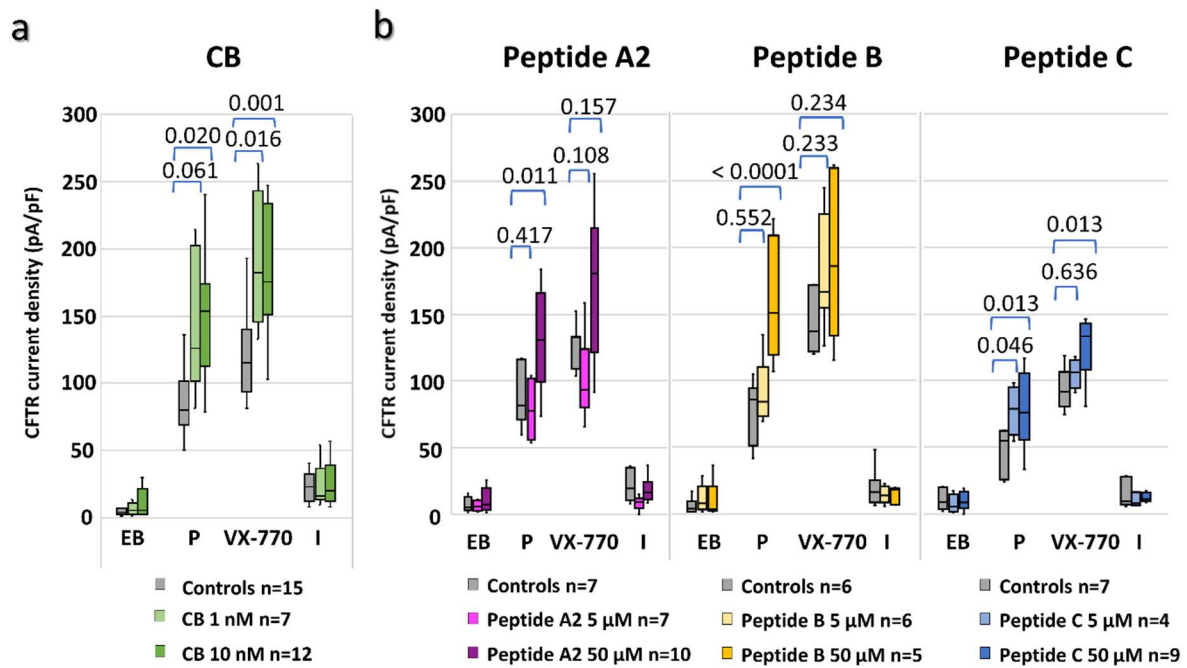 a
b
CB
Peptide A2
Peptide B
Peptide C
CFTR current density (pA/pF)
300
250
200
150
100
50
0
0.001
0.020
0.016
0.061
EB P VX-770 I
Controls n=15
CB 1 nM n=7
CB 10 nM n=12
CFTR current density (pA/pF)
300
250
200
150
100
50
0
0.157
0.108
0.011
0.417
EB P VX-770 I
Controls n=7
Peptide A2 5 µM n=7
Peptide A2 50 µM n=10
0.234
0.233
< 0.0001
0.552
EB P VX-770 I
Controls n=6
Peptide B 5 µM n=6
Peptide B 50 µM n=5
0.013
0.636
0.013
0.046
EB P VX-770 I
Controls n=7
Peptide C 5 µM n=4
Peptide C 50 µM n=9